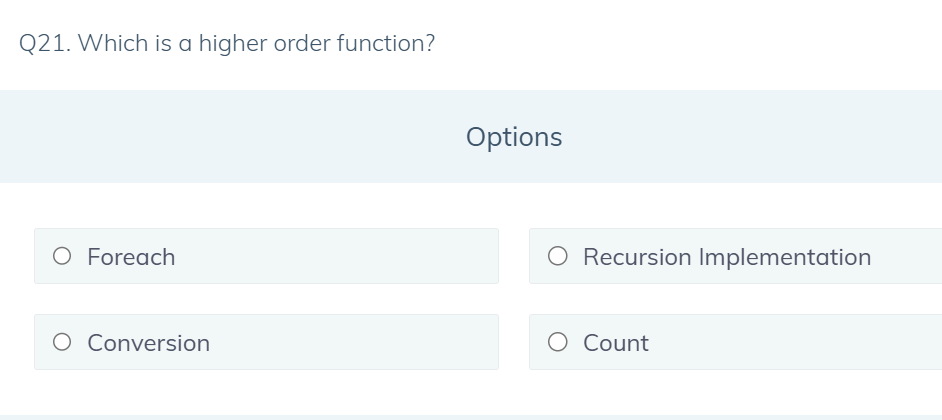 Q21. Which is a higher order function?
Options
Foreach
Recursion Implementation
Conversion
Count